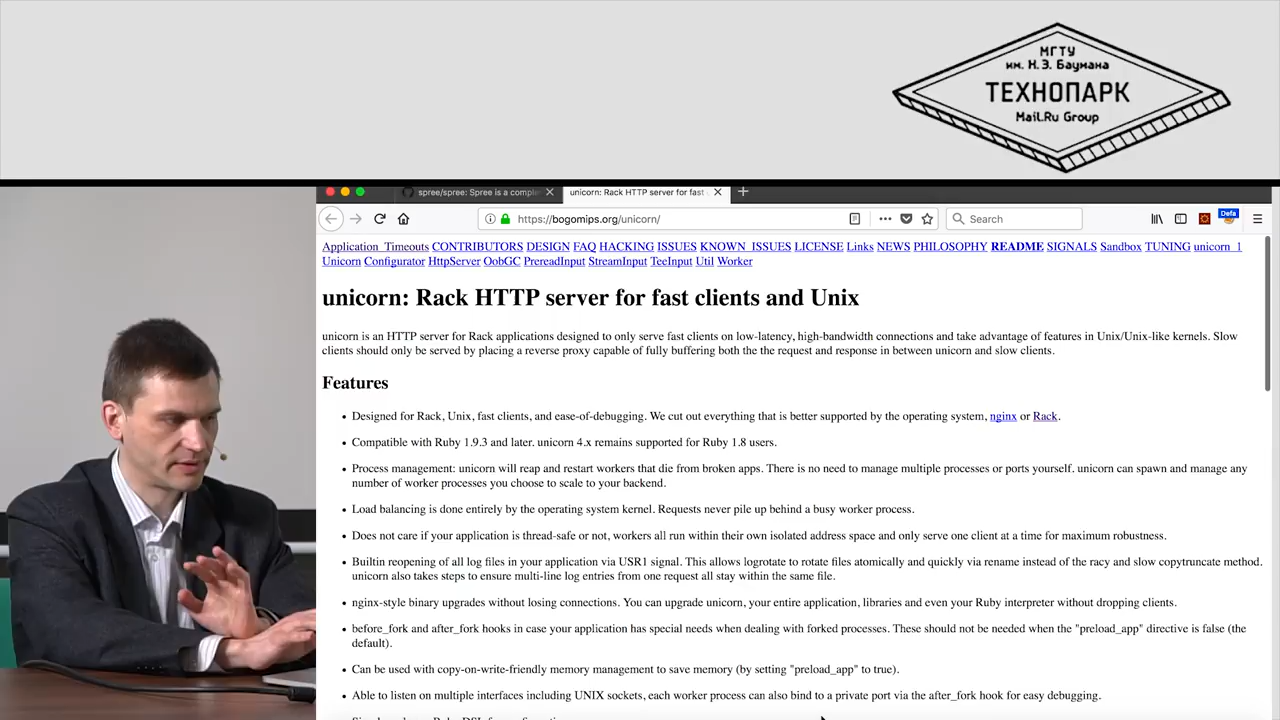 МГТУ
им. Н.Э. Баумана
ТЕХНОПАРК
Mail.Ru Group
spree/spree: Spree is a comple
unicorn: Rack HTTP server for fast
https://bogomips.org/unicorn/
Search
Defa
Application_Timeouts CONTRIBUTORS DESIGN FAQ HACKING ISSUES KNOWN_ISSUES LICENSE Links NEWS PHILOSOPHY README SIGNALS Sandbox TUNING unicorn_1
Unicorn Configurator HttpServer OobGC PrereadInput StreamInput TeeInput Util Worker
unicorn: Rack HTTP server for fast clients and Unix
unicorn is an HTTP server for Rack applications designed to only serve fast clients on low-latency, high-bandwidth connections and take advantage of features in Unix/Unix-like kernels. Slow
clients should only be served by placing a reverse proxy capable of fully buffering both the the request and response in between unicorn and slow clients.
Features
• Designed for Rack, Unix, fast clients, and ease-of-debugging. We cut out everything that is better supported by the operating system, nginx or Rack.
• Compatible with Ruby 1.9.3 and later. unicorn 4.x remains supported for Ruby 1.8 users.
• Process management: unicorn will reap and restart workers that die from broken apps. There is no need to manage multiple processes or ports yourself. unicorn can spawn and manage any
number of worker processes you choose to scale to your backend.
• Load balancing is done entirely by the operating system kernel. Requests never pile up behind a busy worker process.
• Does not care if your application is thread-safe or not, workers all run within their own isolated address space and only serve one client at a time for maximum robustness.
• Builtin reopening of all log files in your application via USR1 signal. This allows logrotate to rotate files atomically and quickly via rename instead of the racy and slow copytruncate method.
unicorn also takes steps to ensure multi-line log entries from one request all stay within the same file.
• nginx-style binary upgrades without losing connections. You can upgrade unicorn, your entire application, libraries and even your Ruby interpreter without dropping clients.
• before_fork and after_fork hooks in case your application has special needs when dealing with forked processes. These should not be needed when the "preload_app" directive is false (the
default).
• Can be used with copy-on-write-friendly memory management to save memory (by setting "preload_app" to true).
• Able to listen on multiple interfaces including UNIX sockets, each worker process can also bind to a private port via the after_fork hook for easy debugging.